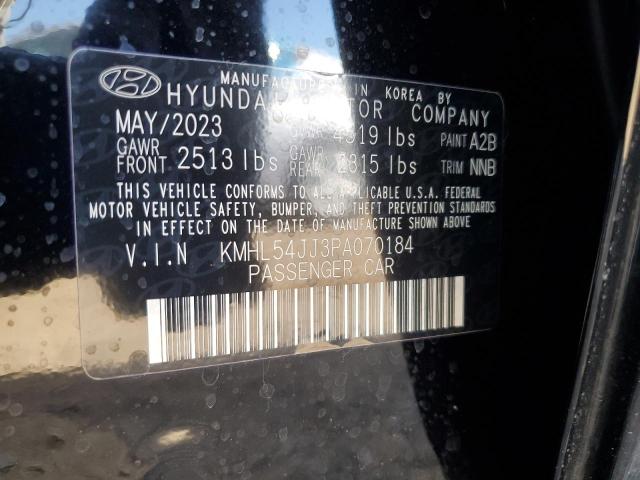 MANUFACTURED IN KOREA BY
HYUNDAI MOTOR COMPANY
MAY/2023 GVWR 4519 lbs PAINT A2B
GAWR FRONT 2513 lbs GAWR REAR 2315 lbs TRIM NNB
THIS VEHICLE CONFORMS TO ALL APPLICABLE U.S.A. FEDERAL
MOTOR VEHICLE SAFETY, BUMPER, AND THEFT PREVENTION STANDARDS
IN EFFECT ON THE DATE OF MANUFACTURE SHOWN ABOVE
V.I.N KMHL54JJ3PA070184
PASSENGER CAR